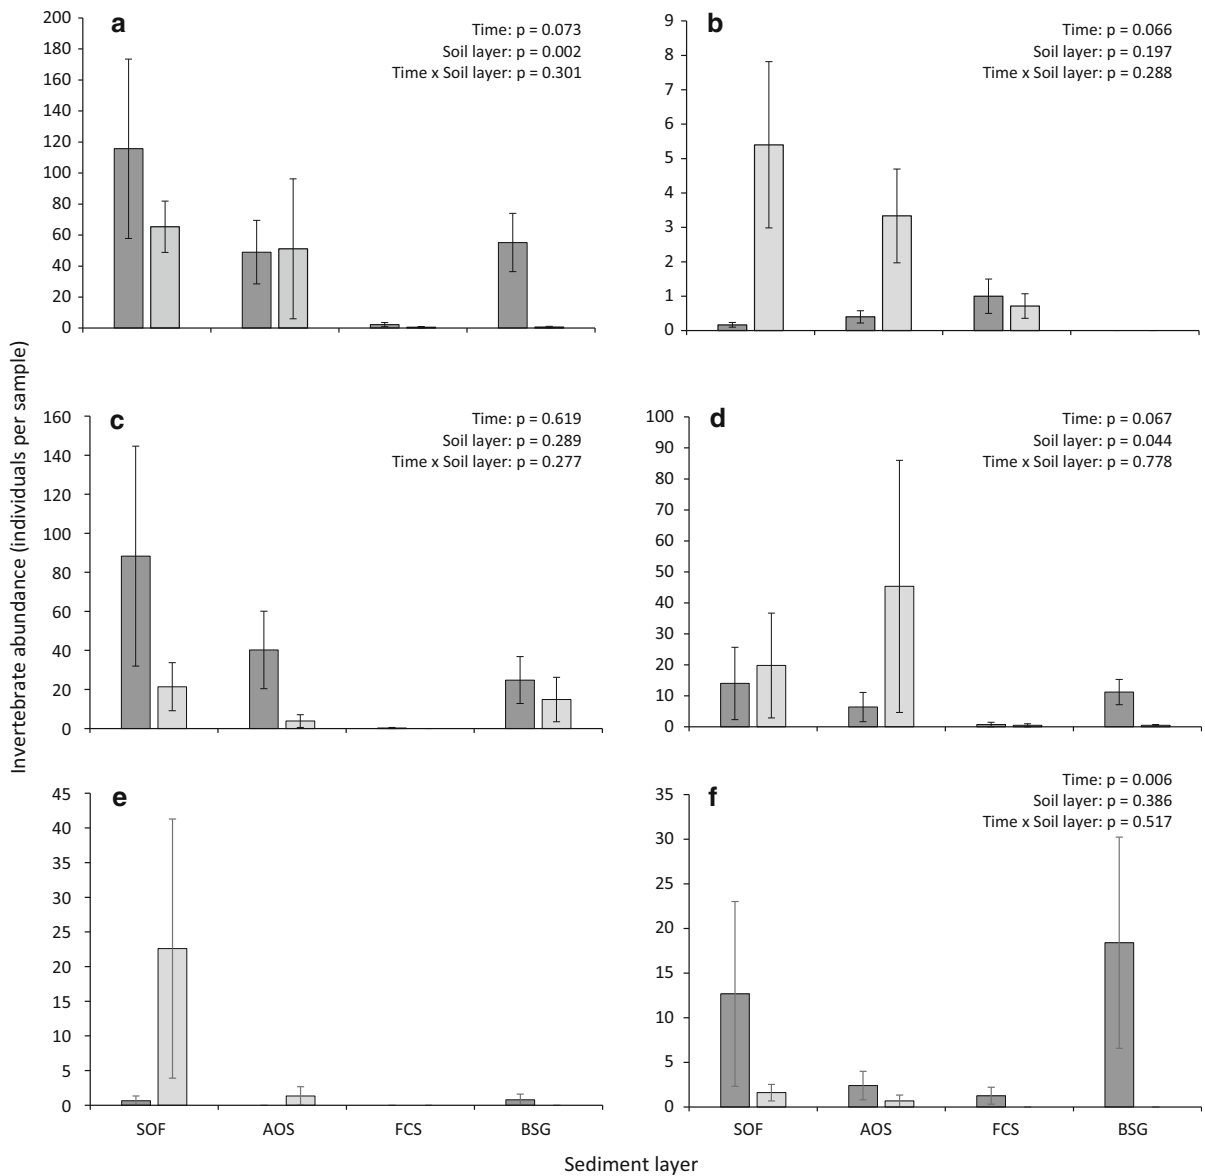 a
Time: p = 0.073
Soil layer: p = 0.002
Time x Soil layer: p = 0.301
200
180
160
140
120
100
80
60
40
20
0
b
Time: p = 0.066
Soil layer: p = 0.197
Time x Soil layer: p = 0.288
9
8
7
6
5
4
3
2
1
0
Invertebrate abundance (individuals per sample)
c
Time: p = 0.619
Soil layer: p = 0.289
Time x Soil layer: p = 0.277
160
140
120
100
80
60
40
20
0
d
Time: p = 0.067
Soil layer: p = 0.044
Time x Soil layer: p = 0.778
100
90
80
70
60
50
40
30
20
10
0
e
45
40
35
30
25
20
15
10
5
0
SOF AOS FCS BSG
f
Time: p = 0.006
Soil layer: p = 0.386
Time x Soil layer: p = 0.517
35
30
25
20
15
10
5
0
SOF AOS FCS BSG
Sediment layer